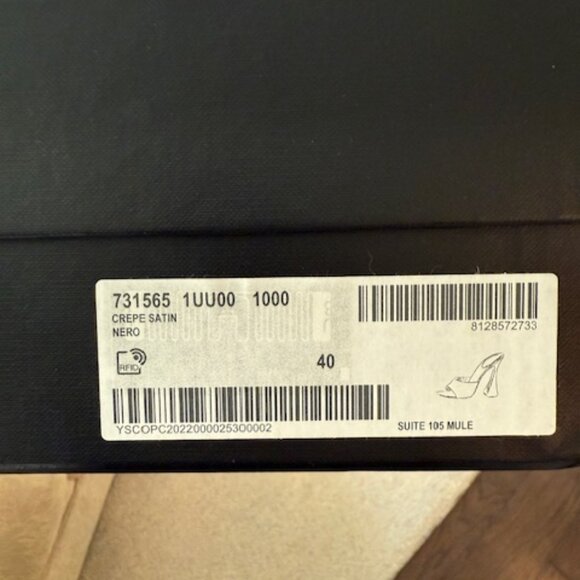 731565 1UU00 1000
CREPE SATIN
NERO
8128572733
RFID
40
YSCOPC2022000025300002
SUITE 105 MULE